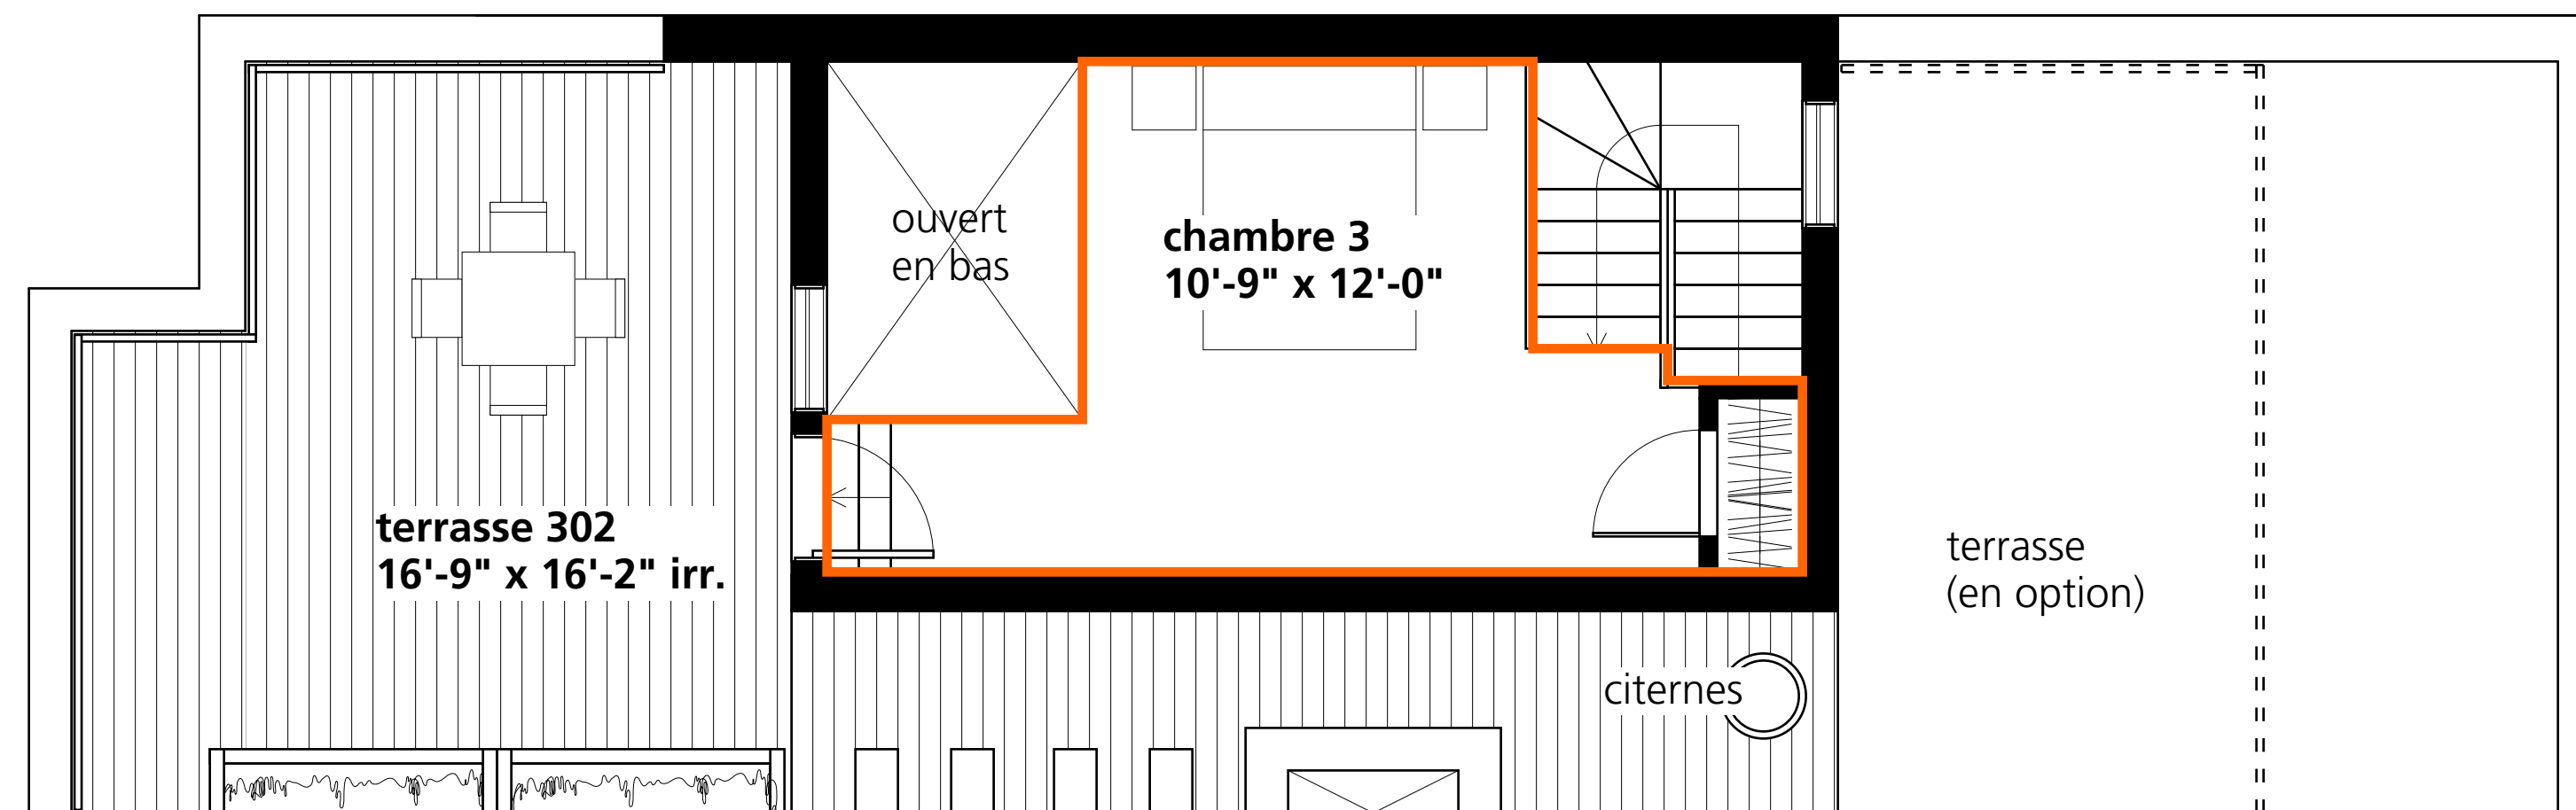 ouvert
en bas
chambre 3
10'-9" x 12'-0"
terrasse 302
16'-9" x 16'-2" irr.
terrasse
(en option)
citernes